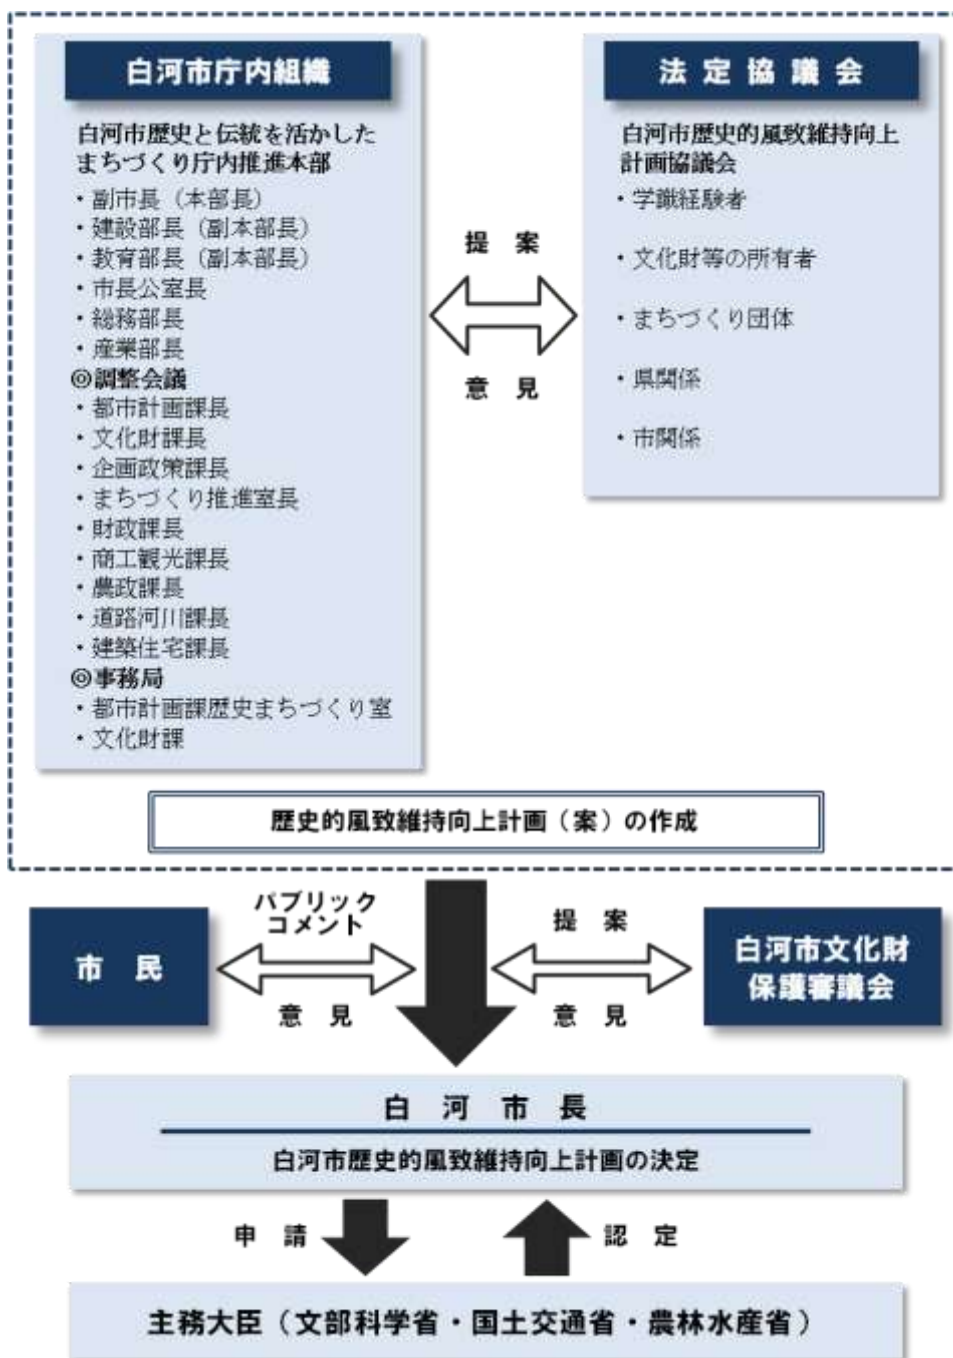 白河市庁内組織
白河市歴史と伝統を活かした
まちづくり庁内推進本部
・副市長（本部長）
・建設部長（副本部長）
・教育部長（副本部長）
・市長公室長
・総務部長
・産業部長
◎調整会議
・都市計画課長
・文化財課長
・企画政策課長
・まちづくり推進室長
・財政課長
・商工観光課長
・農政課長
・道路河川課長
・建築住宅課長
◎事務局
・都市計画課歴史まちづくり室
・文化財課
提 案
意 見
法 定 協 議 会
白河市歴史的風致維持向上
計画協議会
・学識経験者
・文化財等の所有者
・まちづくり団体
・県関係
・市関係
歴史的風致維持向上計画（案）の作成
市 民
パブリック
コメント
意 見
提 案
意 見
白河市文化財
保護審議会
白 河 市 長
白河市歴史的風致維持向上計画の決定
申 請
認 定
主務大臣（文部科学省・国土交通省・農林水産省）